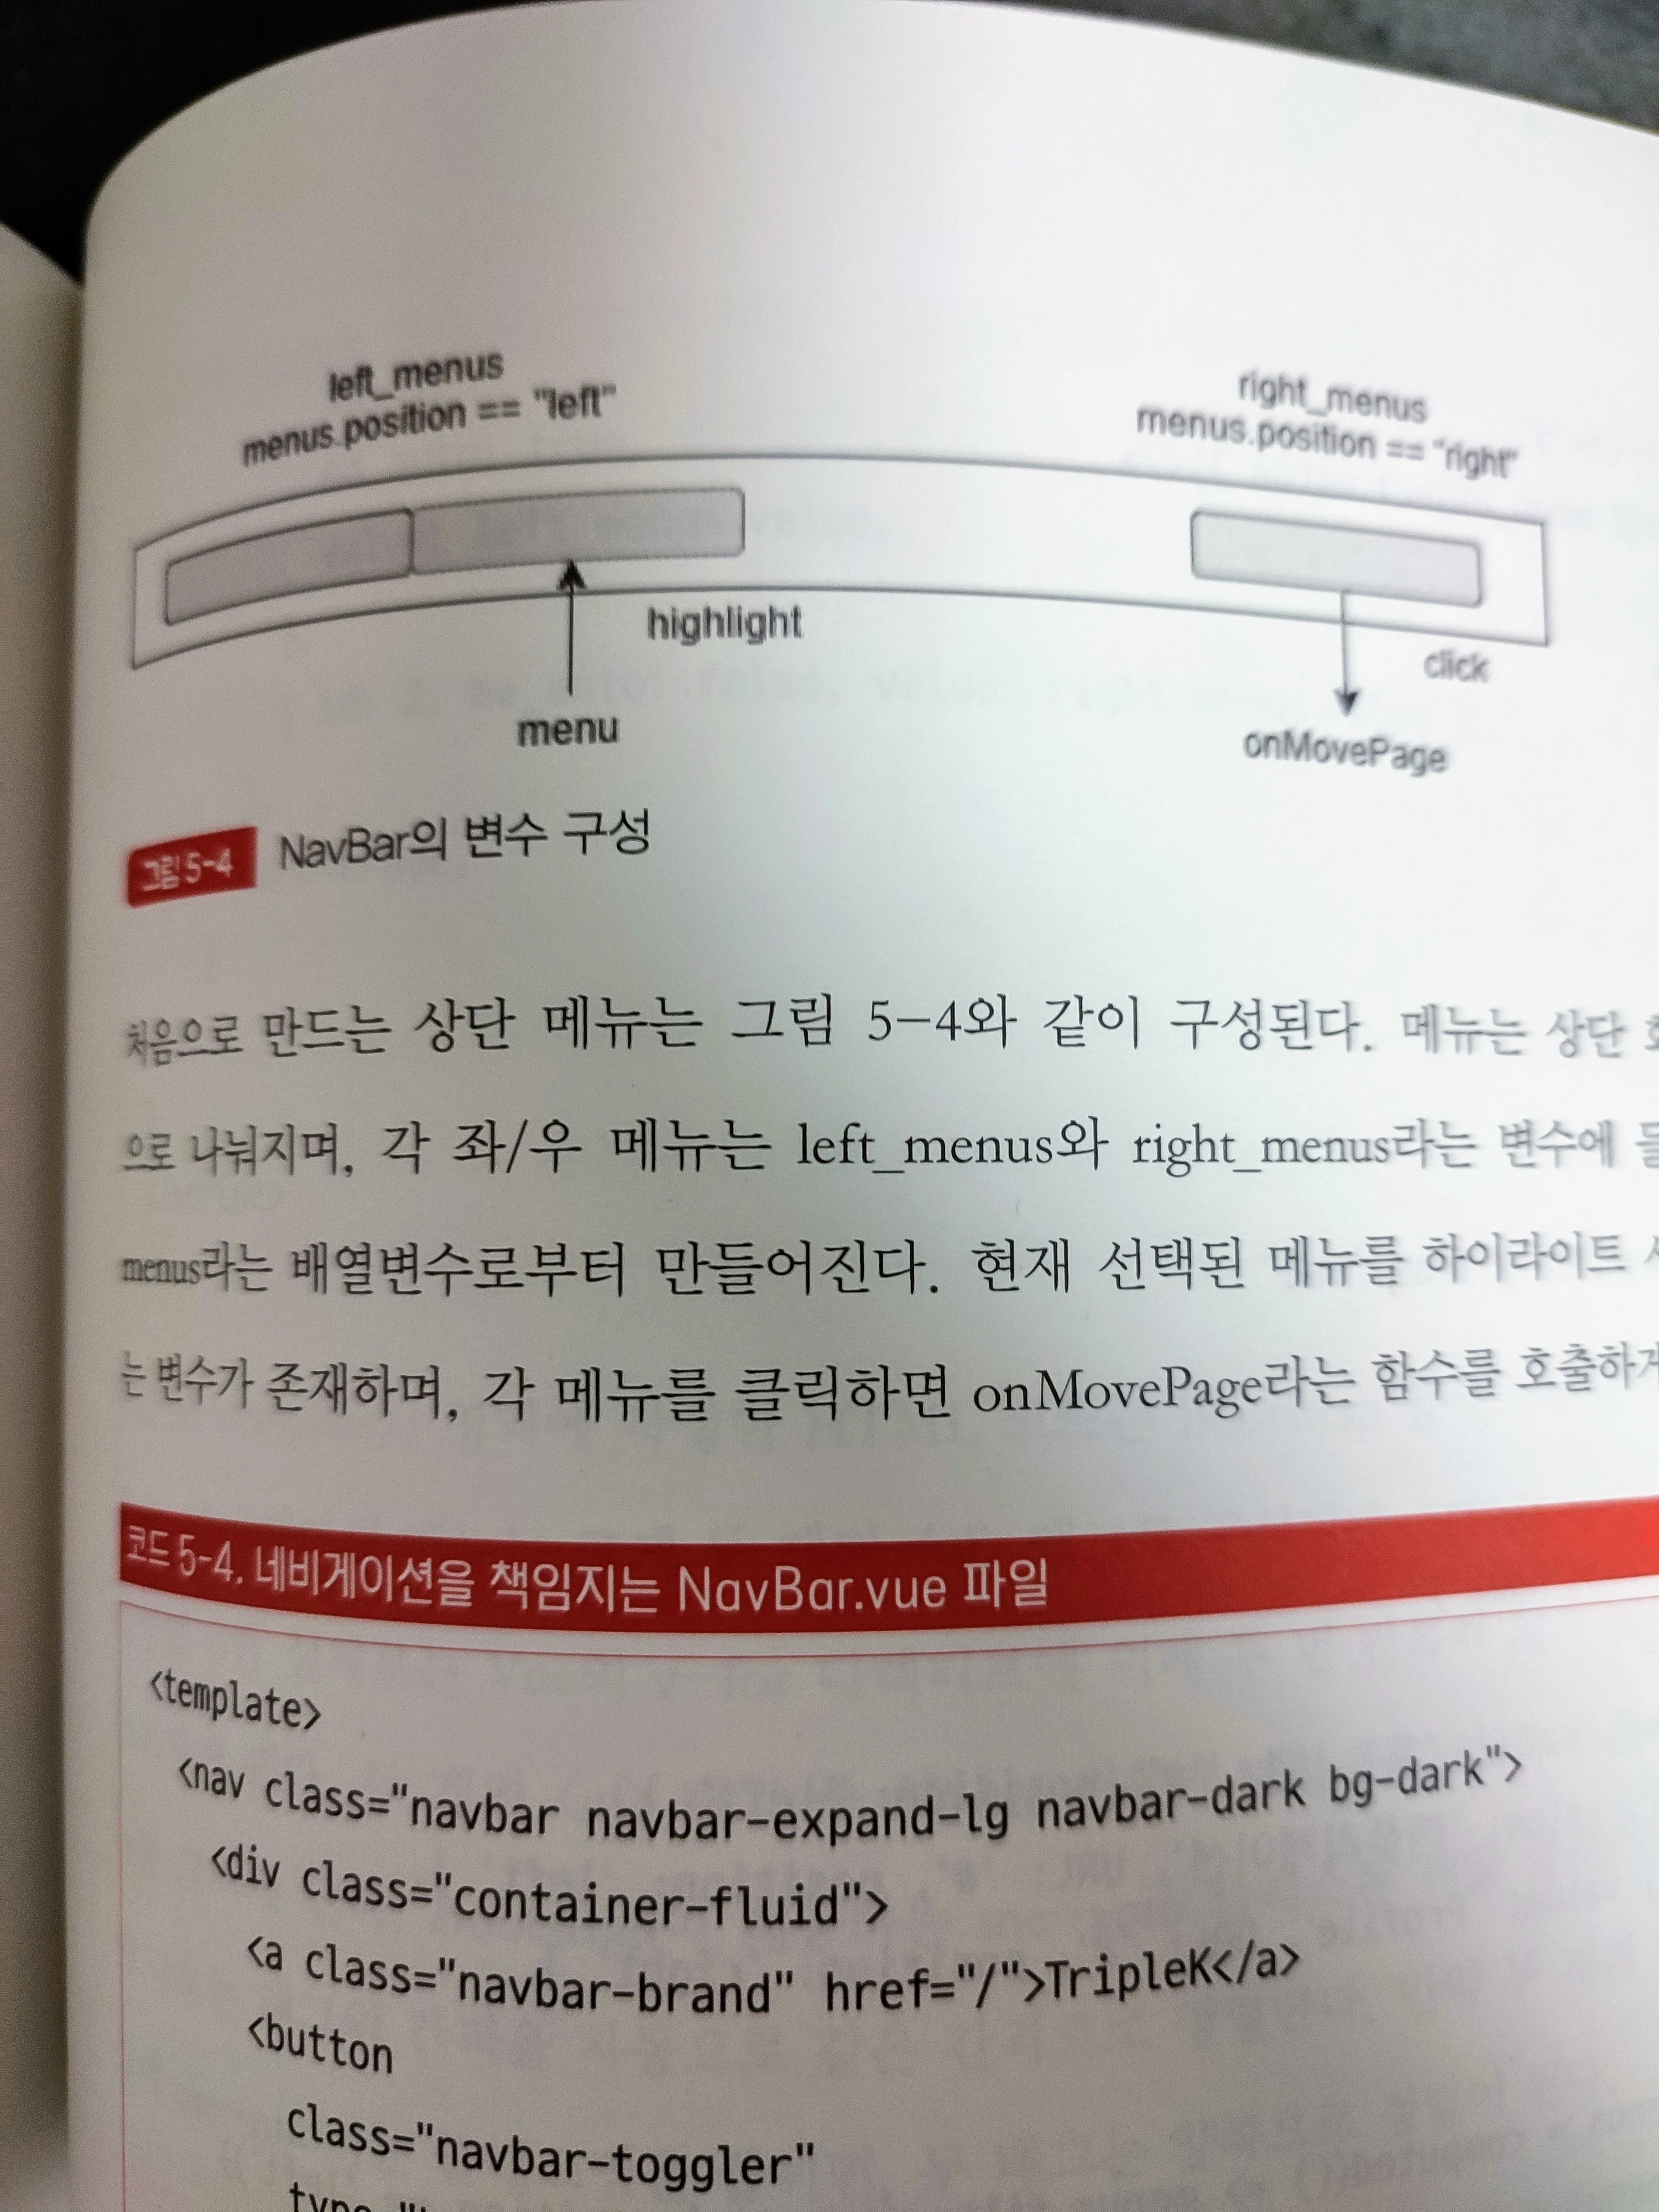 left_menus
menus.position == "left"
right_menus
menus.position == "right"
highlight
click
menu
onMovePage
그림 5-4 NavBar의 변수 구성
처음으로 만드는 상단 메뉴는 그림 5-4와 같이 구성된다. 메뉴는 상단
으로 나눠지며, 각 좌/우 메뉴는 left_menus와 right_menus라는 변수에
menus라는 배열변수로부터 만들어진다. 현재 선택된 메뉴를 하이라이트
는 변수가 존재하며, 각 메뉴를 클릭하면 onMovePage라는 함수를 호출하게
코드 5-4. 네비게이션을 책임지는 NavBar.vue 파일
<template>
<nav class="navbar navbar-expand-lg navbar-dark bg-dark">
<div class="container-fluid">
<a class="navbar-brand" href="/">TripleK</a>
<button
class="navbar-toggler"